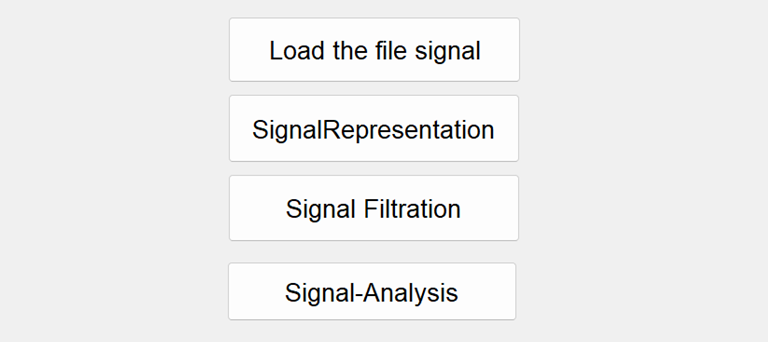 Load the file signal
SignalRepresentation
Signal Filtration
Signal-Analysis